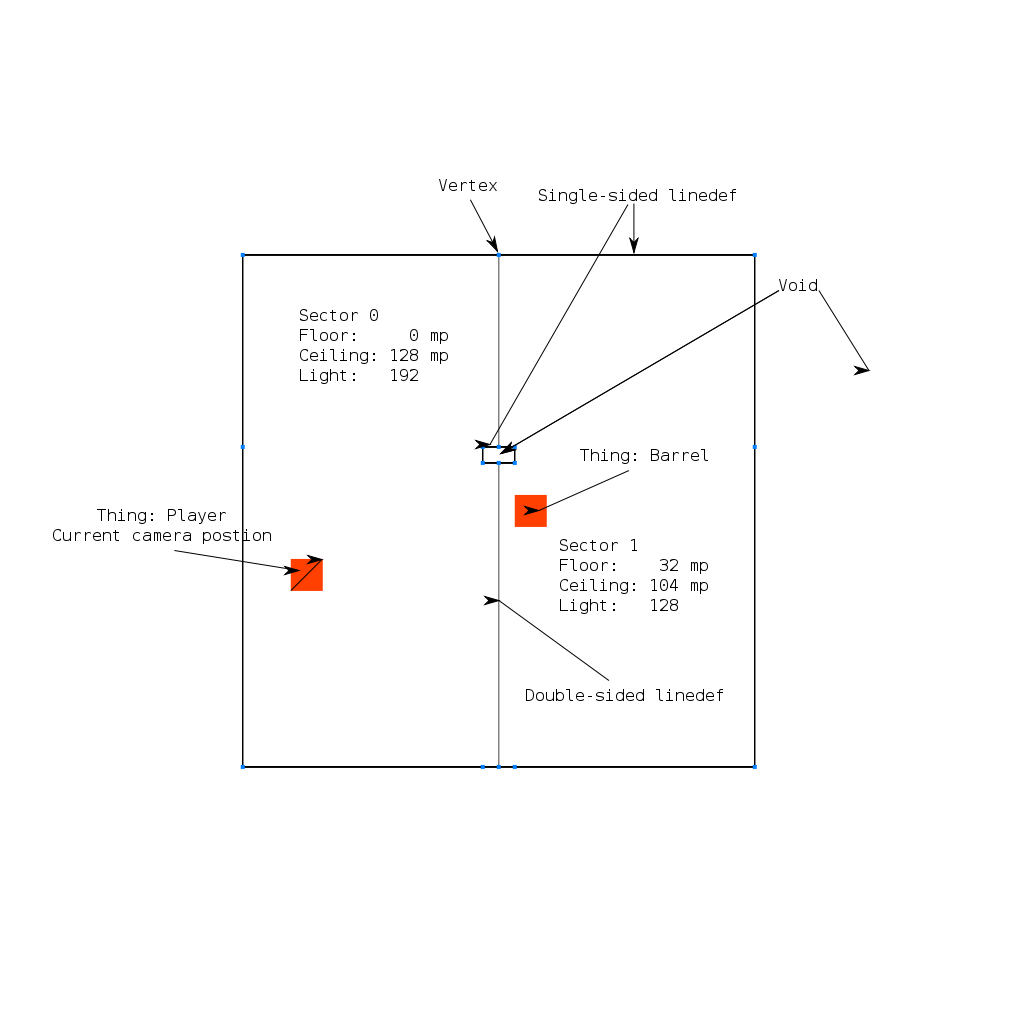 Vertex
Single-sided linedef
Void
Sector 0
Floor:     0 mp
Ceiling: 128 mp
Light:   192
Thing: Barrel
Thing: Player
Current camera postion
Sector 1
Floor:    32 mp
Ceiling: 104 mp
Light:   128
Double-sided linedef